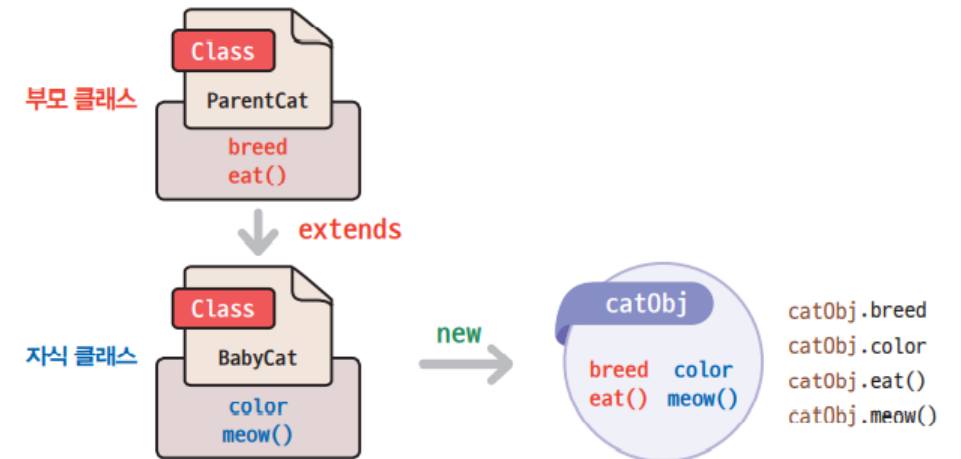 Class
ParentCat
부모 클래스
breed
eat()
extends
Class
BabyCat
자식 클래스
color
meow()
new
catObj
breed color
eat() meow()
catObj.breed
catObj.color
catObj.eat()
catObj.meow()